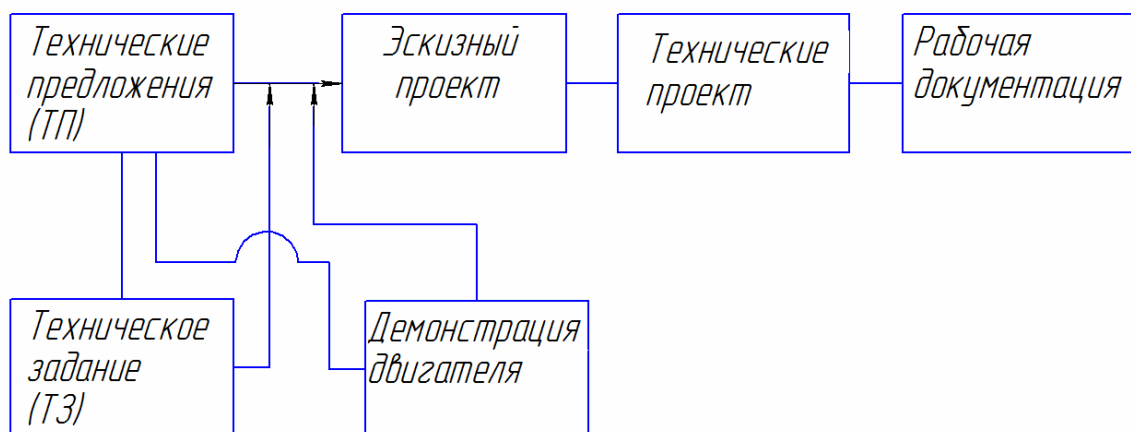 Технические
предложения
(ТП)
Эскизный
проект
Технические
проект
Рабочая
документация
Техническое
задание
(ТЗ)
Демонстрация
двигателя